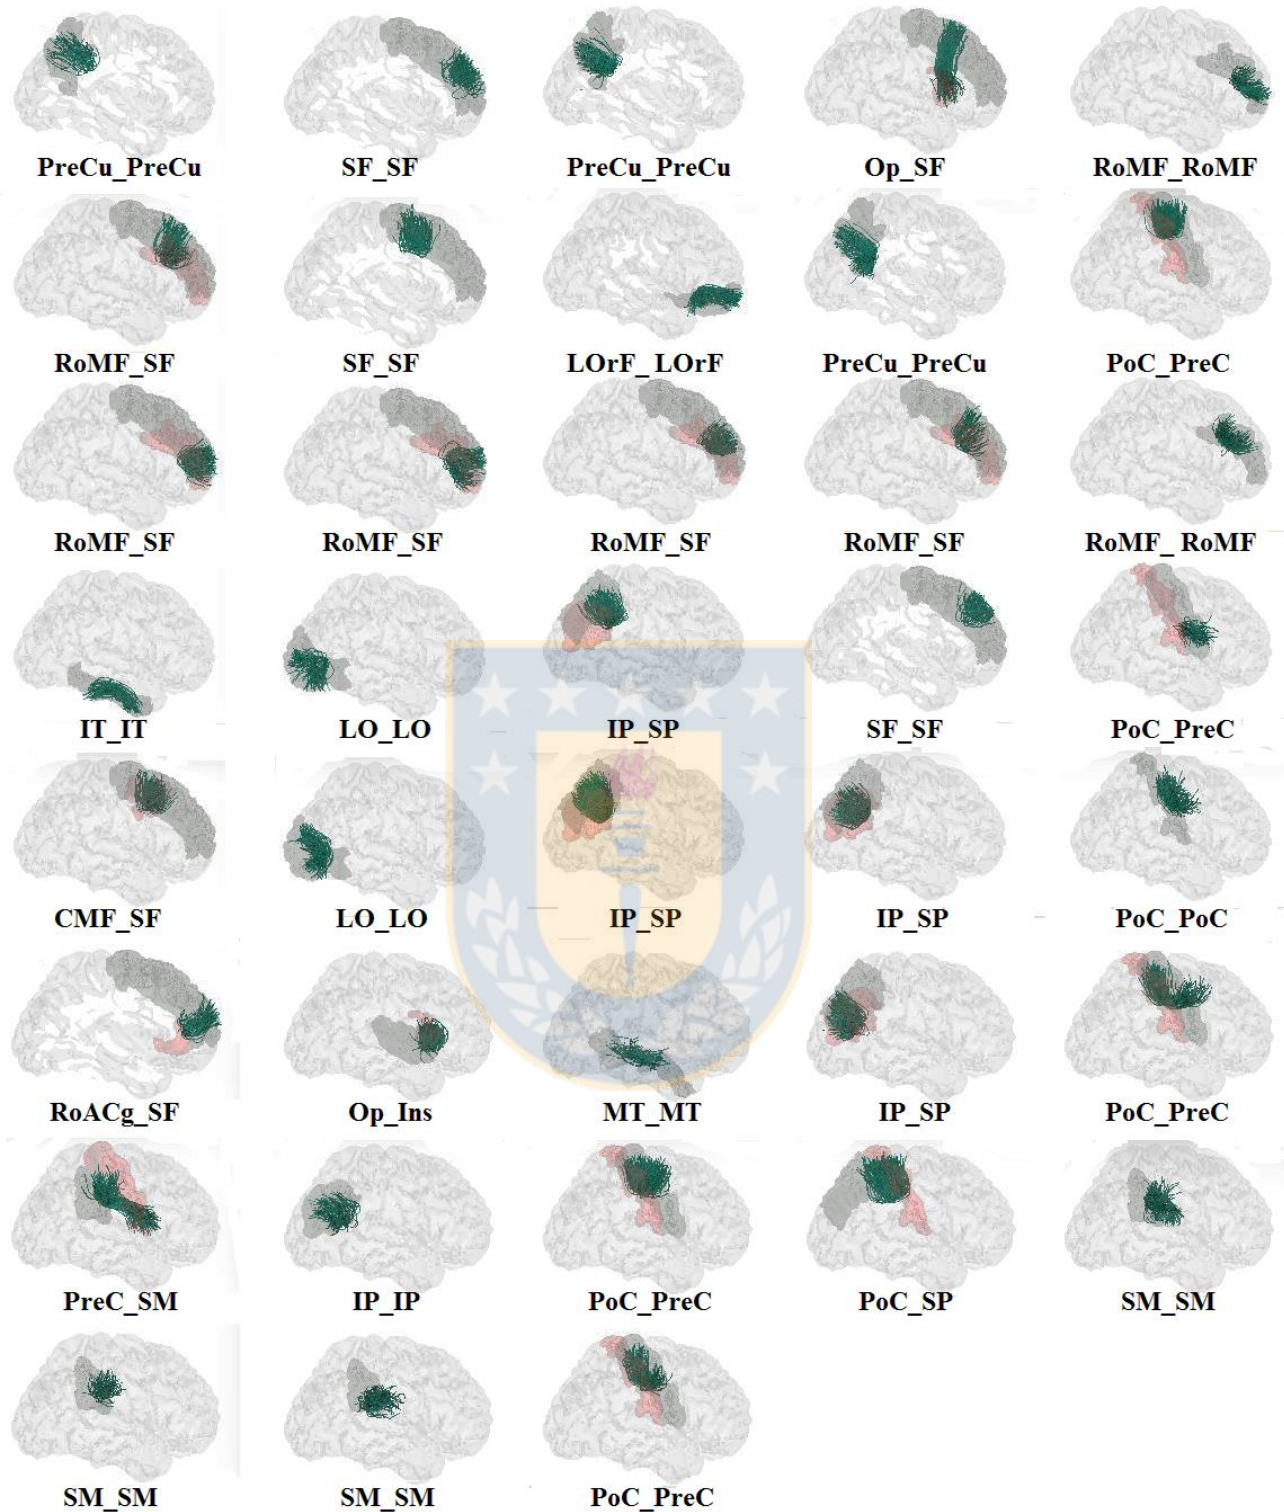 PreCu_PreCu SF_SF PreCu_PreCu Op_SF RoMF_RoMF
RoMF_SF SF_SF LOrF_ LOrF PreCu_PreCu PoC_PreC
RoMF_SF RoMF_SF RoMF_SF RoMF_SF RoMF_ RoMF
IT_IT LO_LO IP_SP SF_SF PoC_PreC
CMF_SF LO_LO IP_SP IP_SP PoC_PoC
RoACg_SF Op_Ins MT_MT IP_SP PoC_PreC
PreC_SM IP_IP PoC_PreC PoC_SP SM_SM
SM_SM SM_SM PoC_PreC